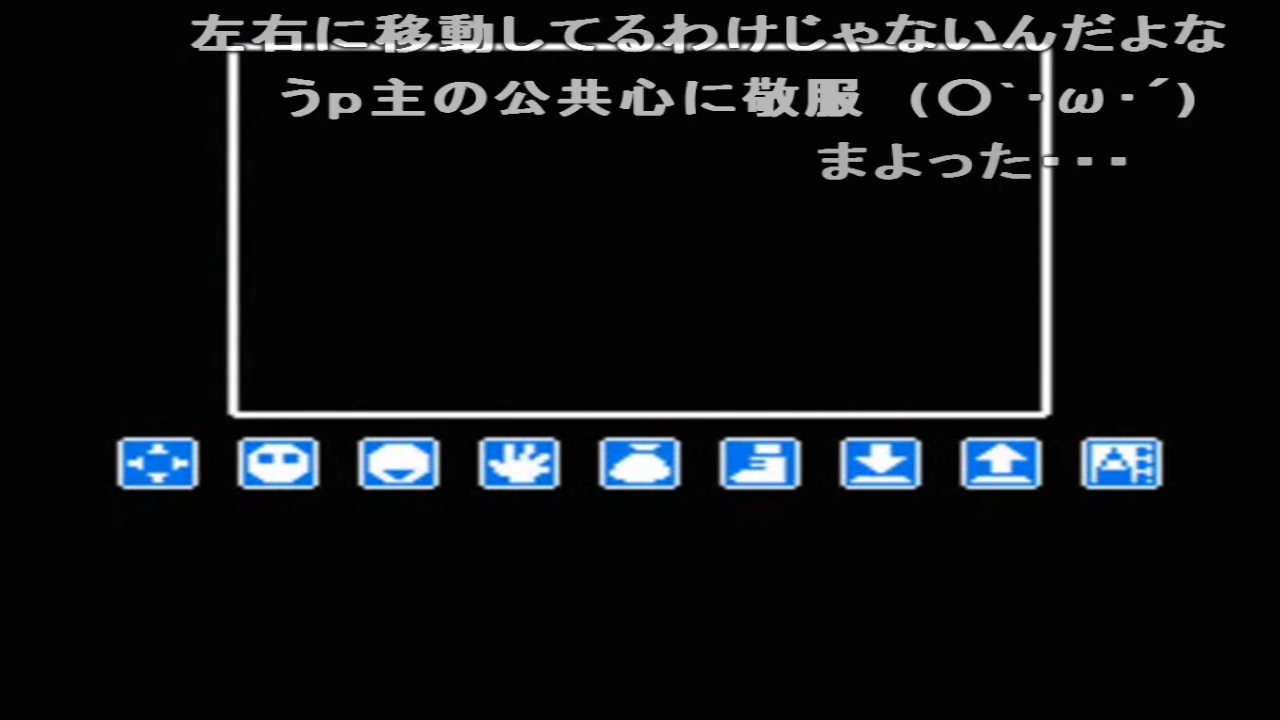 左右に移動してるわけじゃないんだよな
うp主の公共心に敬服 (〇`･ω･´)
まよった・・・